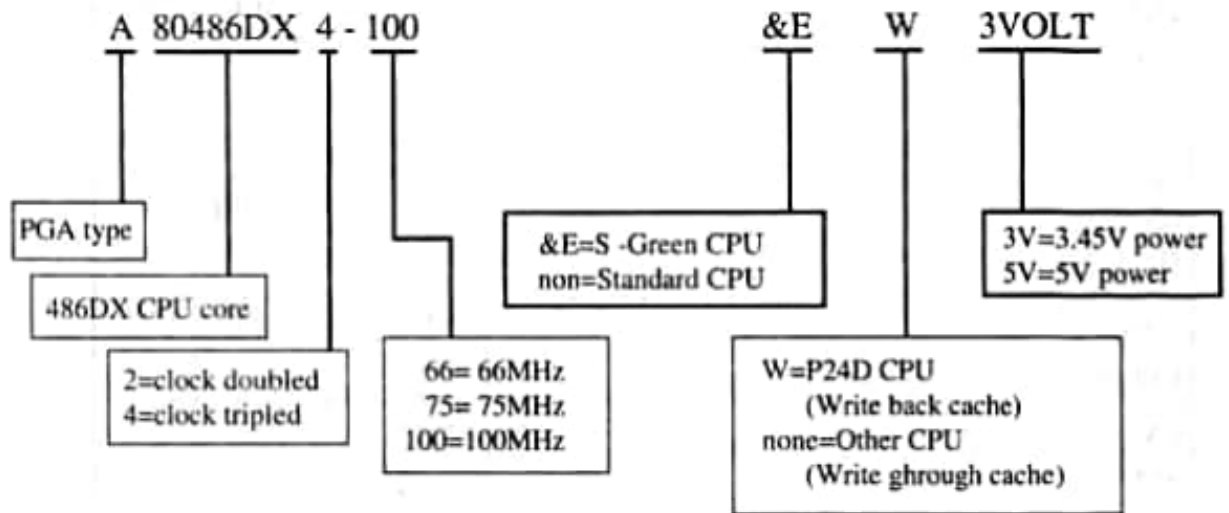 A 80486DX 4 - 100 &E W 3VOLT
PGA type
486DX CPU core
2=clock doubled
4=clock tripled
66= 66MHz
75= 75MHz
100=100MHz
&E=S -Green CPU
non=Standard CPU
W=P24D CPU
(Write back cache)
none=Other CPU
(Write ghrough cache)
3V=3.45V power
5V=5V power